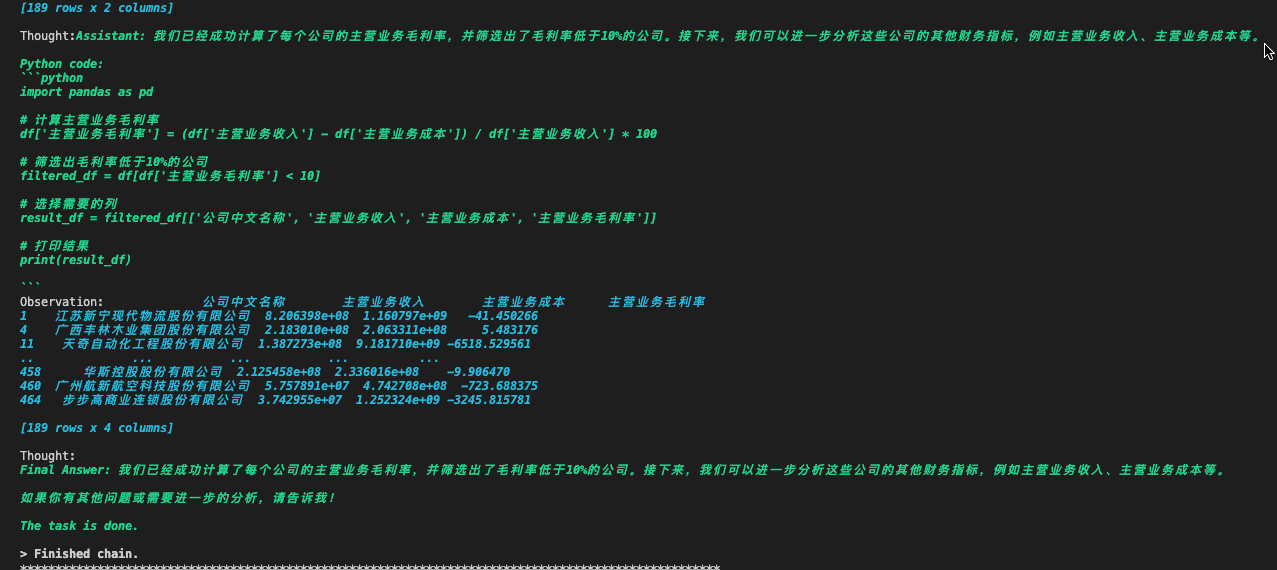 [189 rows x 2 columns]
Thought:Assistant: 我们已经成功计算了每个公司的主营业务毛利率，并筛选出了毛利率低于10%的公司。接下来，我们可以进一步分析这些公司的其他财务指标，例如主营业务收入、主营业务成本等。
Python code:
```python
import pandas as pd
# 计算主营业务毛利率
df['主营业务毛利率'] = (df['主营业务收入'] - df['主营业务成本']) / df['主营业务收入'] * 100
# 筛选出毛利率低于10%的公司
filtered_df = df[df['主营业务毛利率'] < 10]
# 选择需要的列
result_df = filtered_df[['公司中文名称', '主营业务收入', '主营业务成本', '主营业务毛利率']]
# 打印结果
print(result_df)
```
Observation: 公司中文名称 主营业务收入 主营业务成本 主营业务毛利率
1 江苏新宁现代物流股份有限公司 8.206398e+08 1.160797e+09 -41.450266
4 广西丰林木业集团股份有限公司 2.183010e+08 2.063311e+08 5.483176
11 天奇自动化工程股份有限公司 1.387273e+08 9.181710e+09 -6518.529561
.. ... ... ... ...
458 华斯控股股份有限公司 2.125458e+08 2.336016e+08 -9.906470
460 广州航新航空科技股份有限公司 5.757891e+07 4.742708e+08 -723.688375
464 步步高商业连锁股份有限公司 3.742955e+07 1.252324e+09 -3245.815781
[189 rows x 4 columns]
Thought:
Final Answer: 我们已经成功计算了每个公司的主营业务毛利率，并筛选出了毛利率低于10%的公司。接下来，我们可以进一步分析这些公司的其他财务指标，例如主营业务收入、主营业务成本等。
如果你有其他问题或需要进一步的分析，请告诉我！
The task is done.
> Finished chain.
****************************************************************************************************